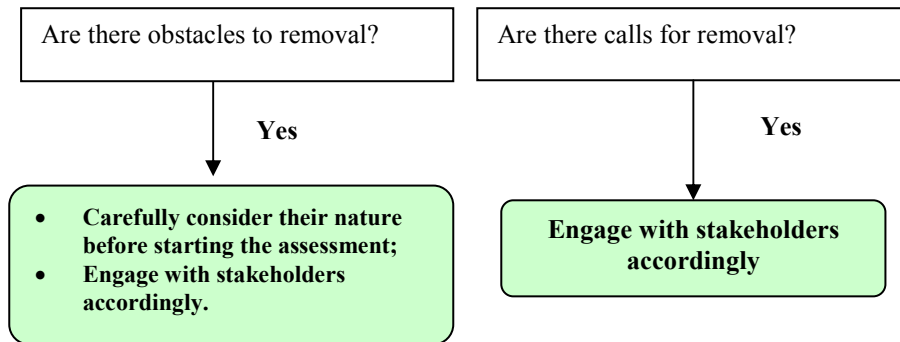 Are there obstacles to removal?
Yes
• Carefully consider their nature
before starting the assessment;
• Engage with stakeholders
accordingly.
Are there calls for removal?
Yes
Engage with stakeholders
accordingly